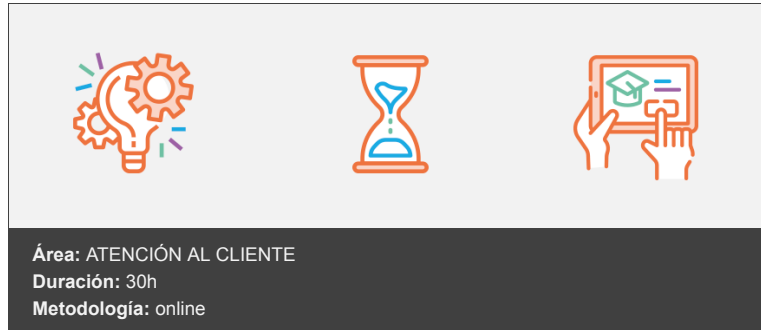 Área: ATENCIÓN AL CLIENTE
Duración: 30h
Metodología: online